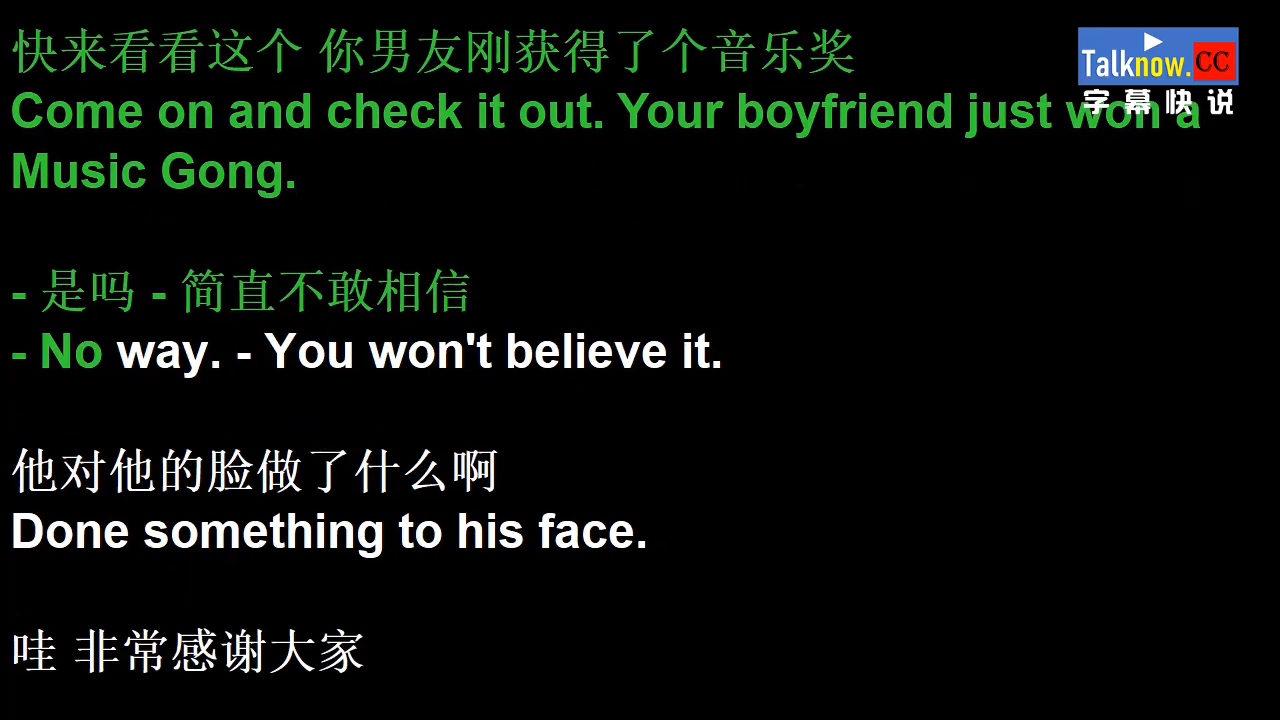 快来看看这个 你男友刚获得了个音乐奖
Come on and check it out. Your boyfriend just won a
Music Gong.
- 是吗 - 简直不敢相信
- No way. - You won't believe it.
他对他的脸做了什么啊
Done something to his face.
哇 非常感谢大家
Talknow.CC
字幕快说